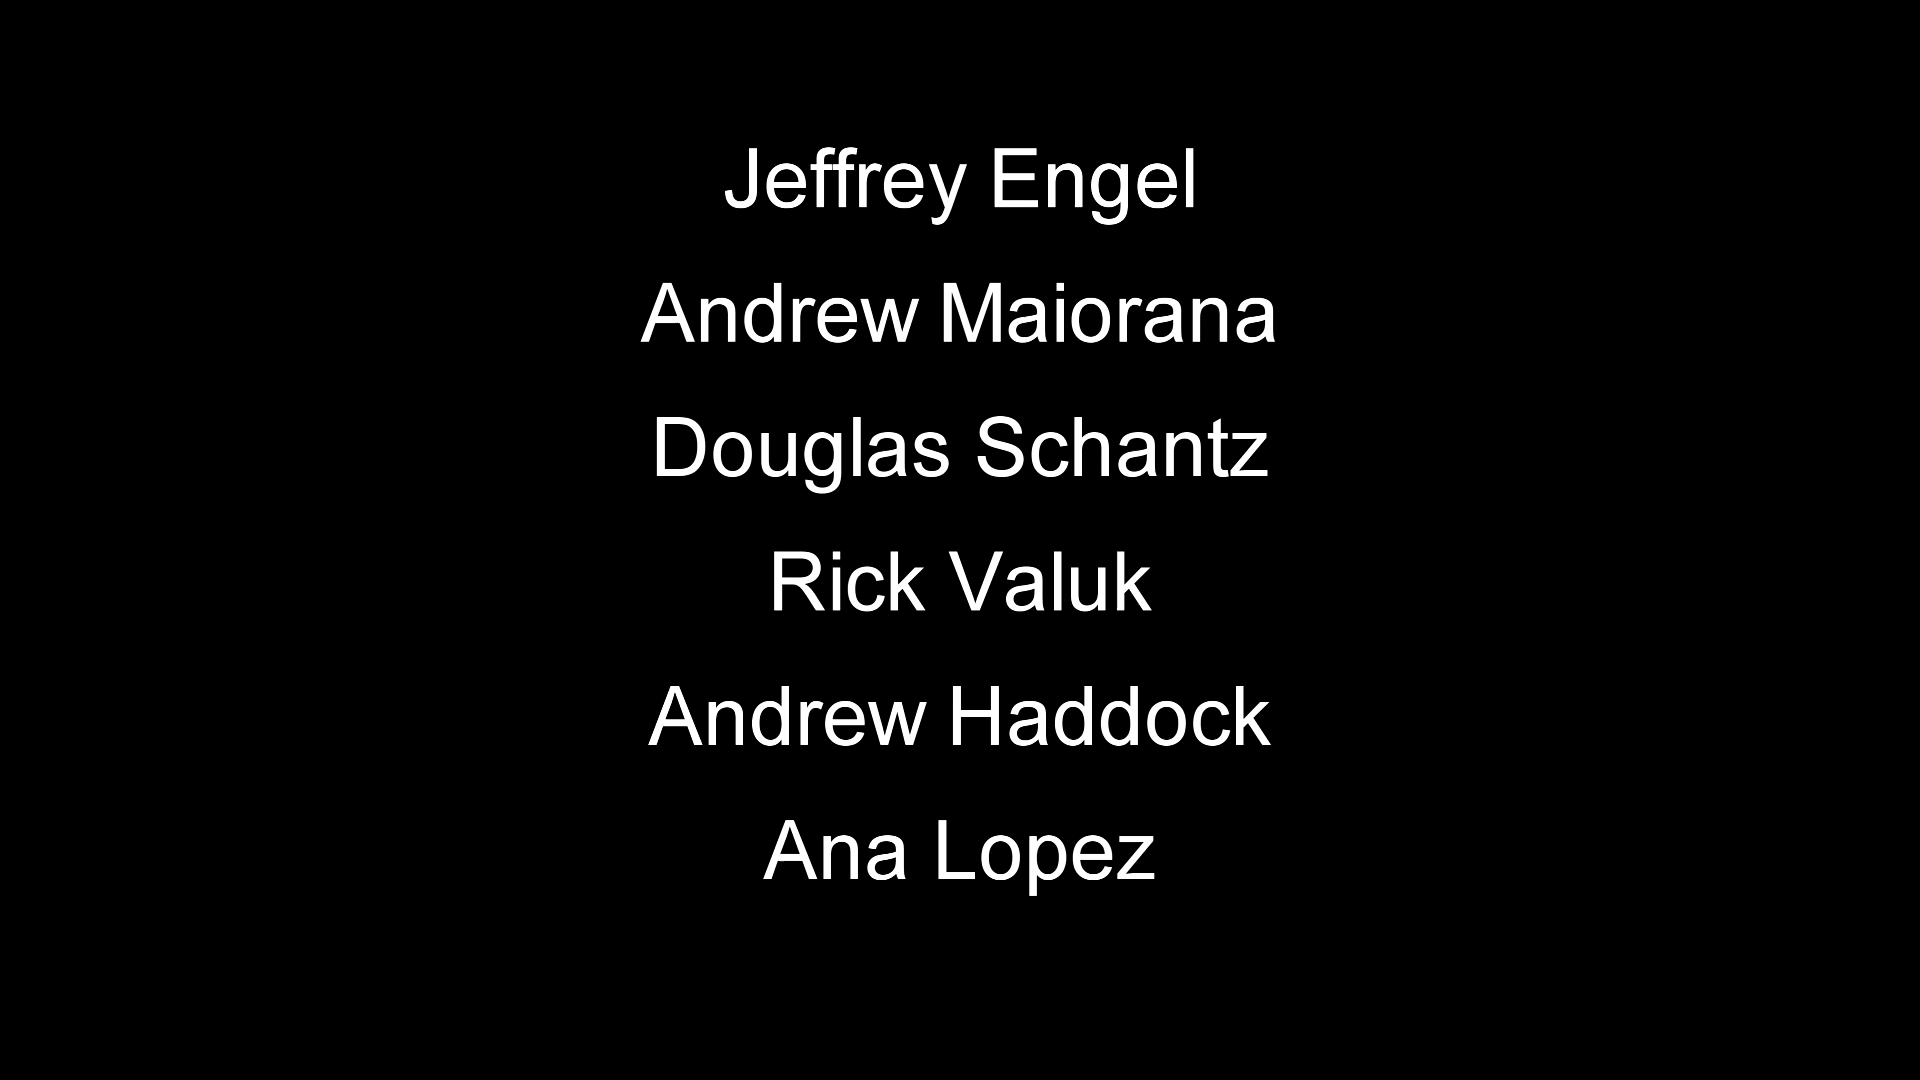 Jeffrey Engel
Andrew Maiorana
Douglas Schantz
Rick Valuk
Andrew Haddock
Ana Lopez